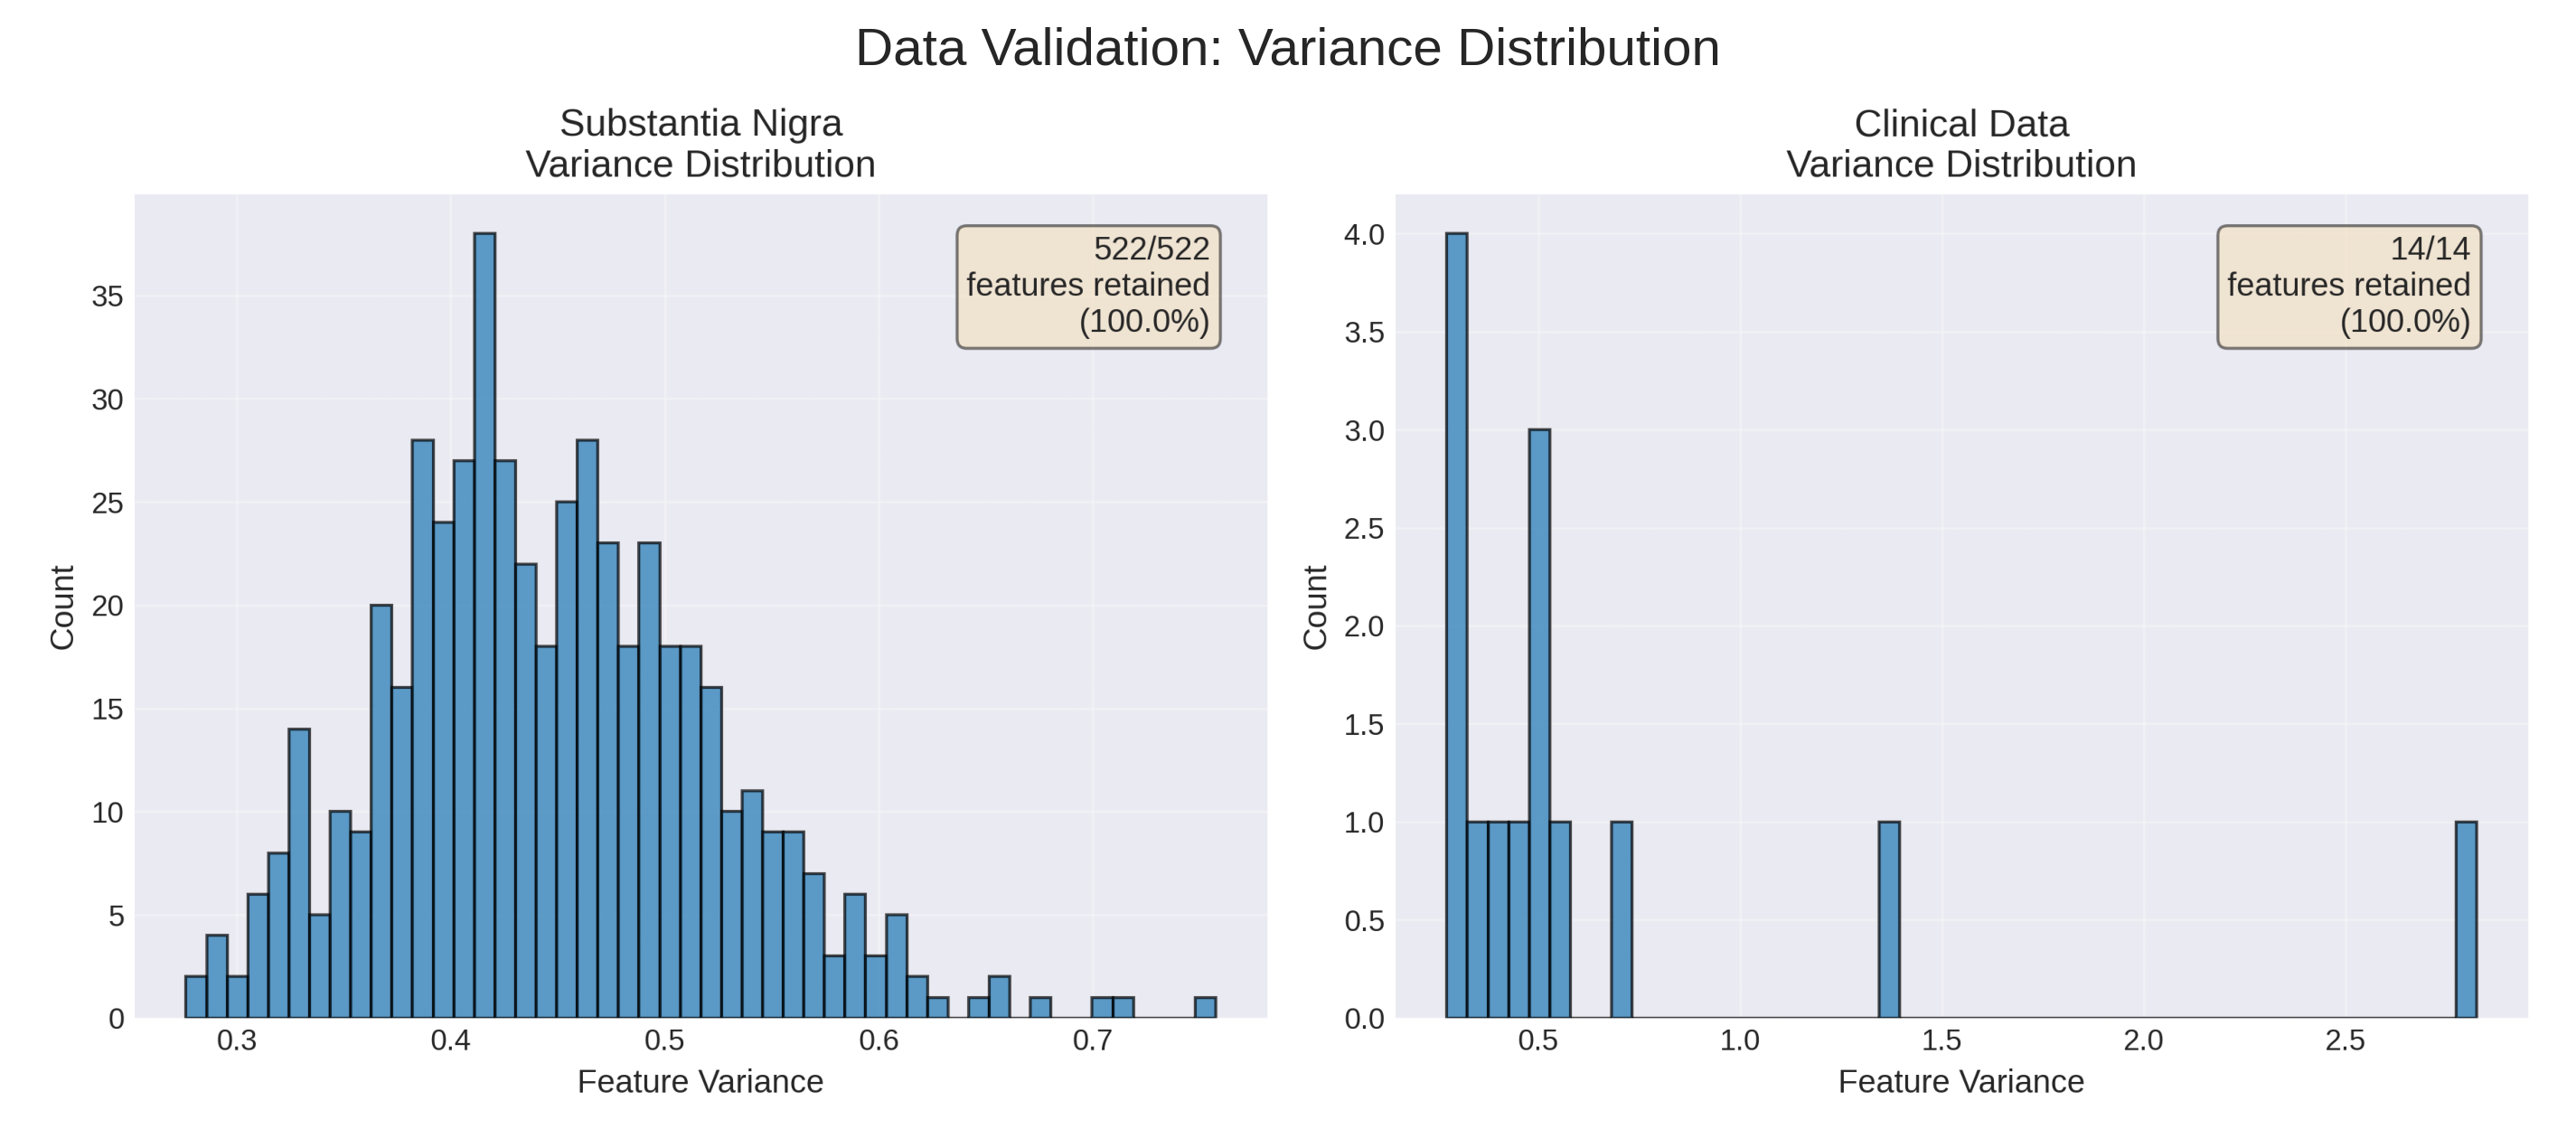 Data Validation: Variance Distribution
Substantia Nigra
Variance Distribution
522/522
features retained
(100.0%)
35
30
25
20
15
10
5
0
Count
0.3 0.4 0.5 0.6 0.7
Feature Variance
Clinical Data
Variance Distribution
14/14
features retained
(100.0%)
4.0
3.5
3.0
2.5
2.0
1.5
1.0
0.5
0.0
Count
0.5 1.0 1.5 2.0 2.5
Feature Variance